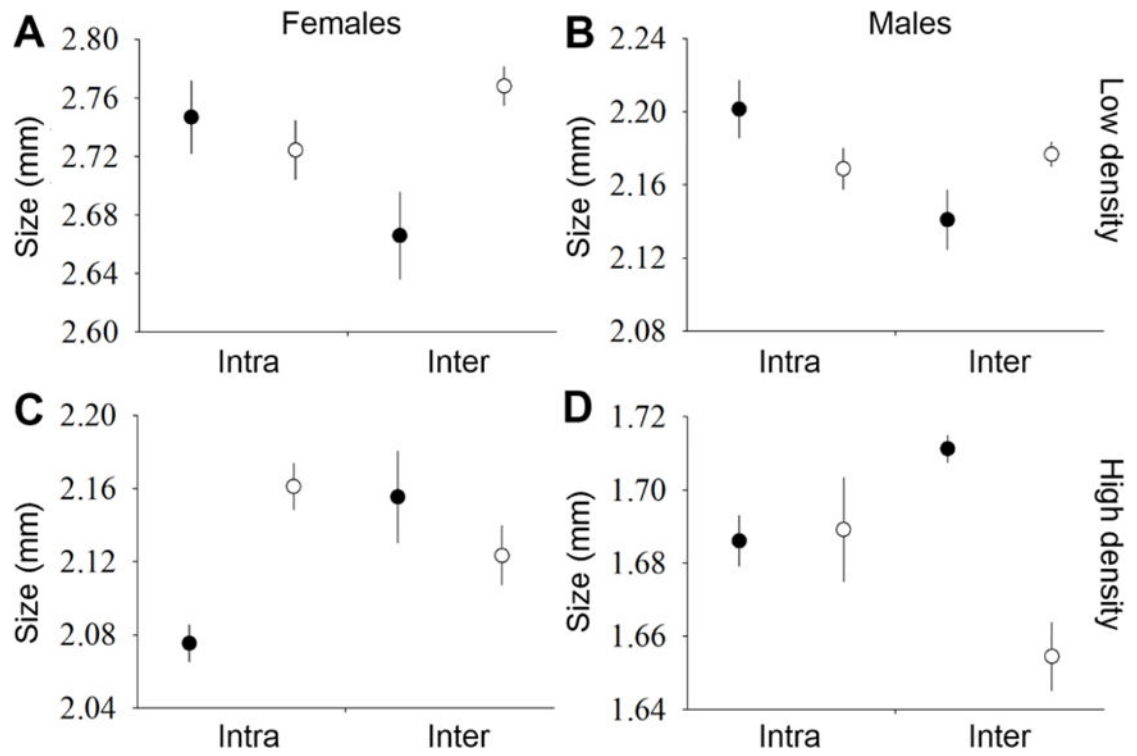 A Females
B Males
2.80
2.76
2.72
2.68
2.64
2.60
Size (mm)
Intra Inter
2.24
2.20
2.16
2.12
2.08
Size (mm)
Intra Inter
Low density
C
2.20
2.16
2.12
2.08
2.04
Size (mm)
Intra Inter
D
1.72
1.70
1.68
1.66
1.64
Size (mm)
Intra Inter
High density